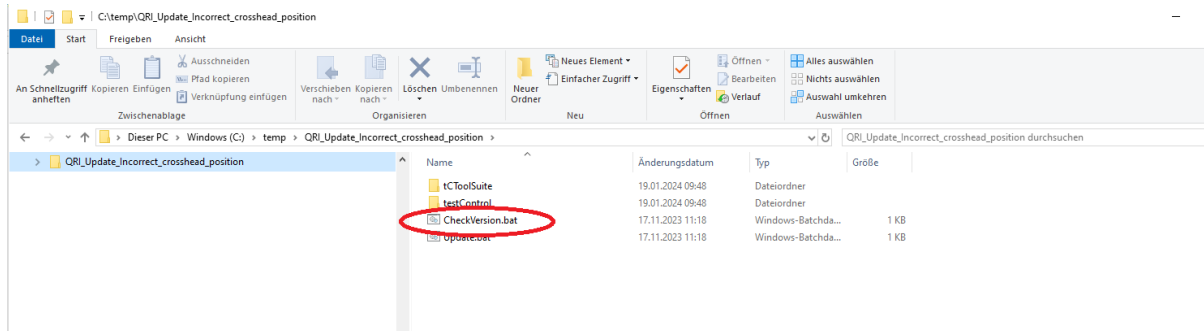 C:\temp\QRI_Update_Incorrect_crosshead_position
Datei Start Freigeben Ansicht
An Schnellzugriff anheften
Kopieren
Einfügen
Ausschneiden
Pfad kopieren
Verknüpfung einfügen
Zwischenablage
Verschieben nach
Kopieren nach
Löschen
Umbenennen
Organisieren
Neuer Ordner
Neues Element
Einfacher Zugriff
Neu
Eigenschaften
Öffnen
Bearbeiten
Verlauf
Öffnen
Alles auswählen
Nichts auswählen
Auswahl umkehren
Auswählen
Dieser PC > Windows (C:) > temp > QRI_Update_Incorrect_crosshead_position >
QRI_Update_Incorrect_crosshead_position durchsuchen
QRI_Update_Incorrect_crosshead_position
Name Änderungsdatum Typ Größe
tCToolSuite 19.01.2024 09:48 Dateiordner
testControl 19.01.2024 09:48 Dateiordner
CheckVersion.bat 17.11.2023 11:18 Windows-Batchda... 1 KB
Update.bat 17.11.2023 11:18 Windows-Batchda... 1 KB